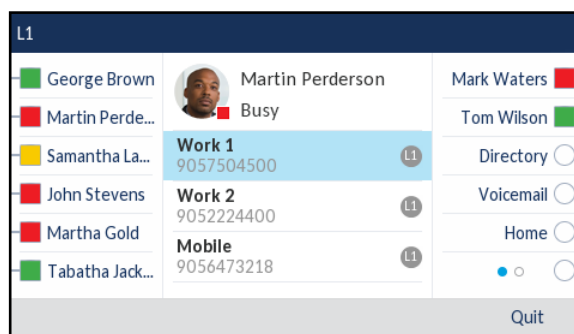 L1
George Brown
Martin Perde...
Samantha La...
John Stevens
Martha Gold
Tabatha Jack...
Martin Perderson
Busy
Work 1
9057504500
L1
Work 2
9052224400
L1
Mobile
9056473218
L1
Mark Waters
Tom Wilson
Directory
Voicemail
Home
Quit